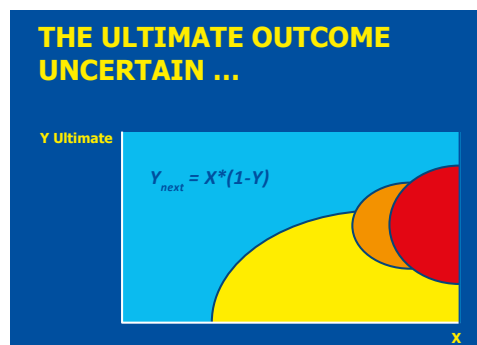 THE ULTIMATE OUTCOME
UNCERTAIN ...
Y Ultimate
Ynext = X*(1-Y)
X